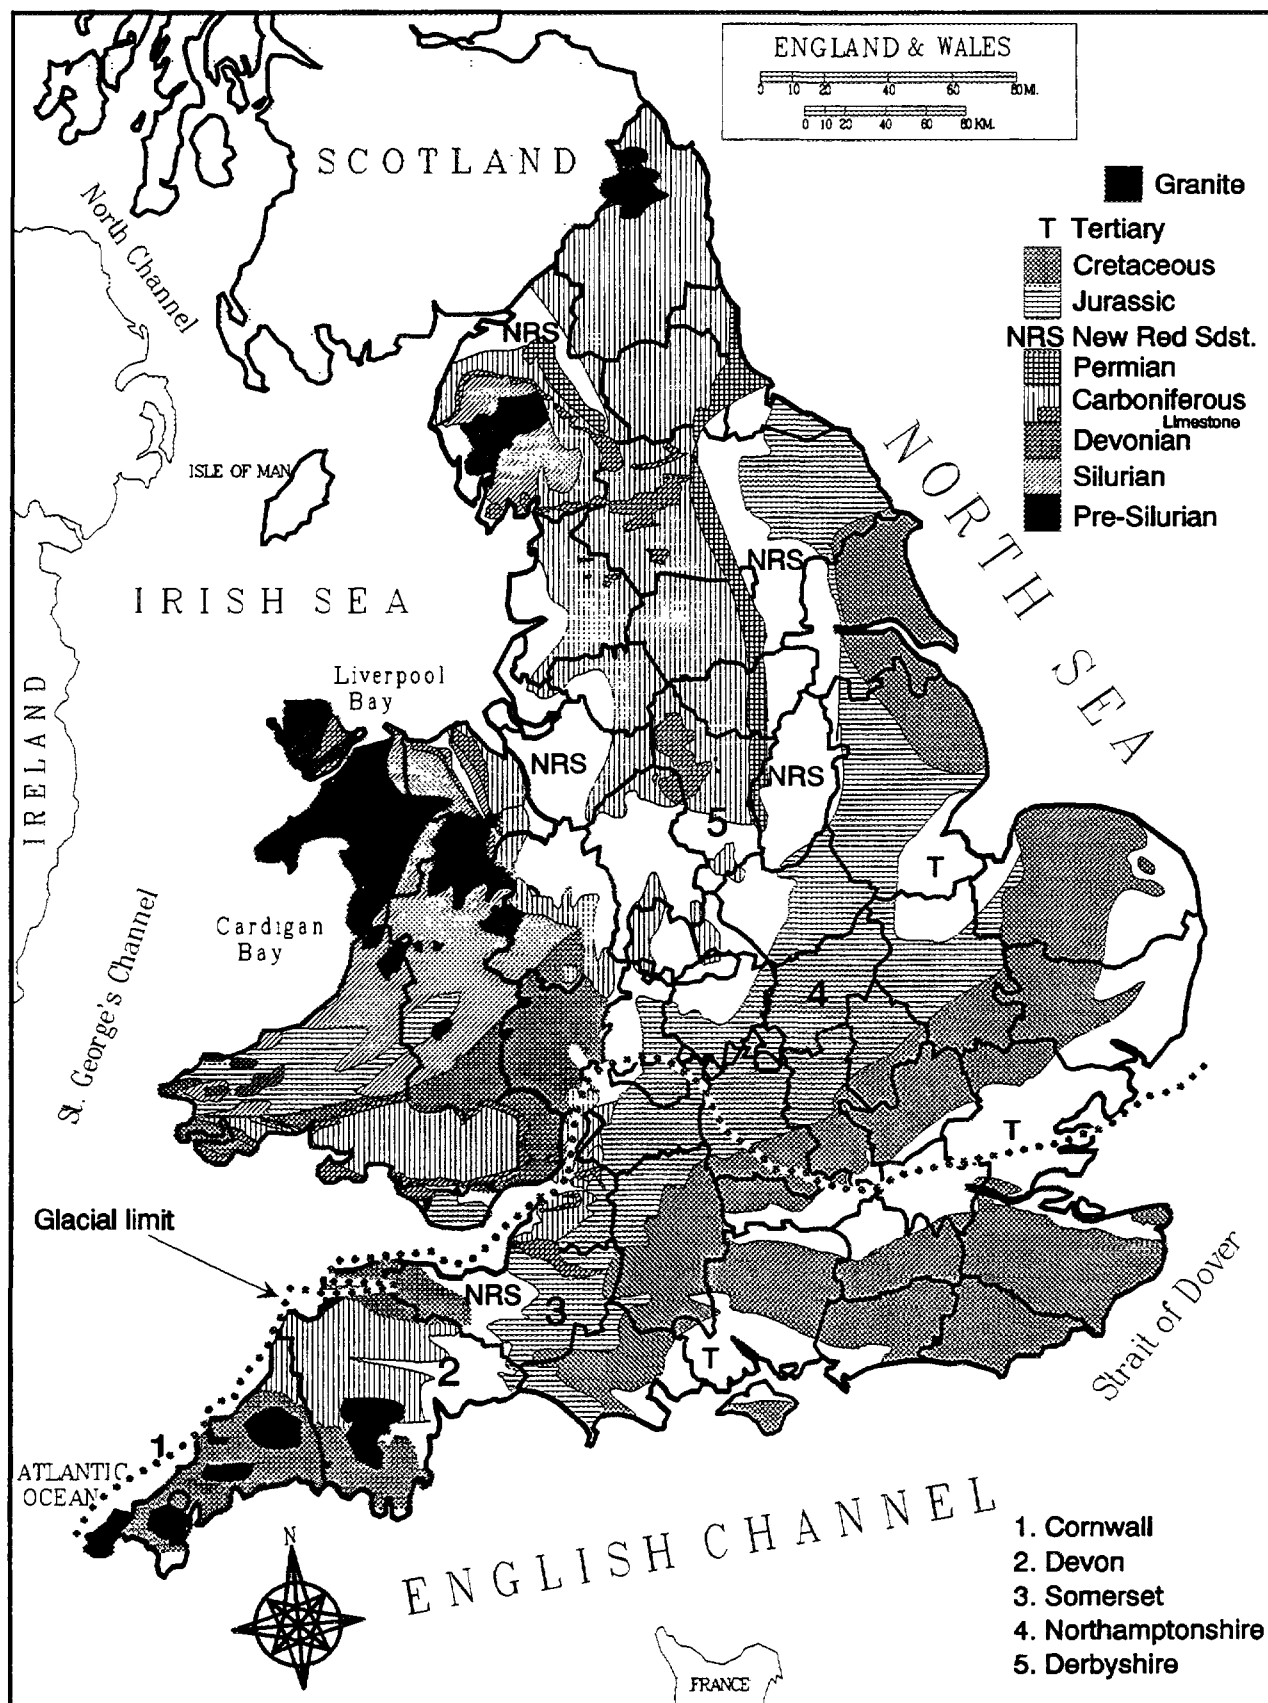 ENGLAND & WALES
0 10 20 40 60 80 MI.
0 10 20 40 60 80 KM.
SCOTLAND
North Channel
Granite
T Tertiary
Cretaceous
Jurassic
NRS New Red Sdst.
Permian
Carboniferous
Limestone
Devonian
Silurian
Pre-Silurian
NRS
ISLE OF MAN
NORTH SEA
NRS
IRISH SEA
IRELAND
Liverpool
Bay
NRS
NRS
5
T
Cardigan
Bay
St. George's Channel
4
T
Glacial limit
NRS
3
Strait of Dover
2
T
1
ATLANTIC
OCEAN
N
ENGLISH CHANNEL
FRANCE
1. Cornwall
2. Devon
3. Somerset
4. Northamptonshire
5. Derbyshire